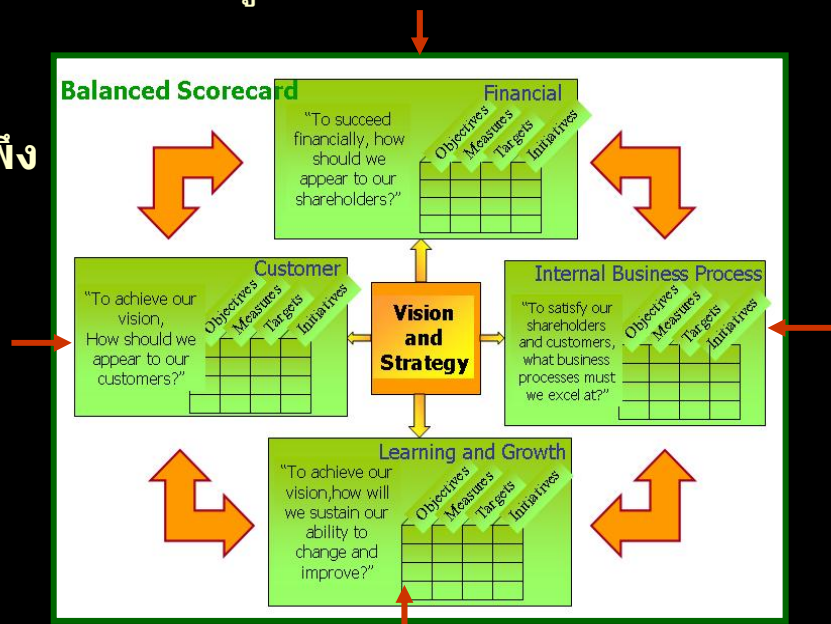 พึง
Balanced Scorecard
Financial
“To succeed
financially, how
should we
appear to our
shareholders?”
Objectives
Measures
Targets
Initiatives
Customer
“To achieve our
vision,
How should we
appear to our
customers?”
Objectives
Measures
Targets
Initiatives
Vision
and
Strategy
Internal Business Process
“To satisfy our
shareholders
and customers,
what business
processes must
we excel at?”
Objectives
Measures
Targets
Initiatives
Learning and Growth
“To achieve our
vision,how will
we sustain our
ability to
change and
improve?”
Objectives
Measures
Targets
Initiatives